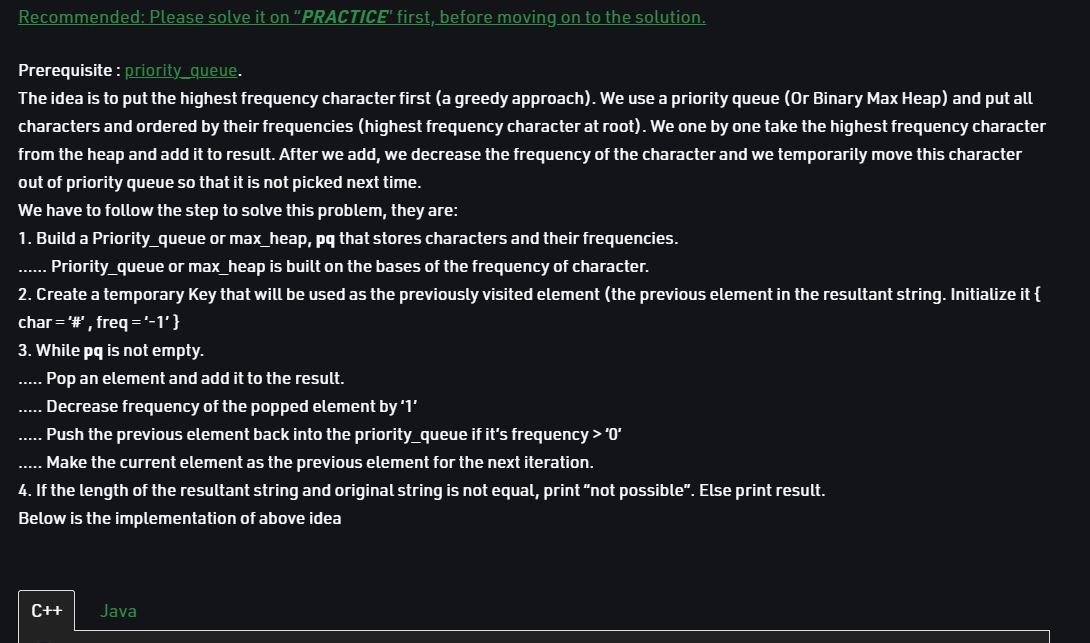 Recommended: Please solve it on “PRACTICE” first, before moving on to the solution.
Prerequisite : priority_queue.
The idea is to put the highest frequency character first (a greedy approach). We use a priority queue (Or Binary Max Heap) and put all
characters and ordered by their frequencies (highest frequency character at root). We one by one take the highest frequency character
from the heap and add it to result. After we add, we decrease the frequency of the character and we temporarily move this character
out of priority queue so that it is not picked next time.
We have to follow the step to solve this problem, they are:
1. Build a Priority_queue or max_heap, pq that stores characters and their frequencies.
...... Priority_queue or max_heap is built on the bases of the frequency of character.
2. Create a temporary Key that will be used as the previously visited element (the previous element in the resultant string. Initialize it {
char = ‘#’ , freq = ‘-1’ }
3. While pq is not empty.
..... Pop an element and add it to the result.
..... Decrease frequency of the popped element by ‘1’
..... Push the previous element back into the priority_queue if it’s frequency > ‘0’
..... Make the current element as the previous element for the next iteration.
4. If the length of the resultant string and original string is not equal, print “not possible”. Else print result.
Below is the implementation of above idea
C++ Java